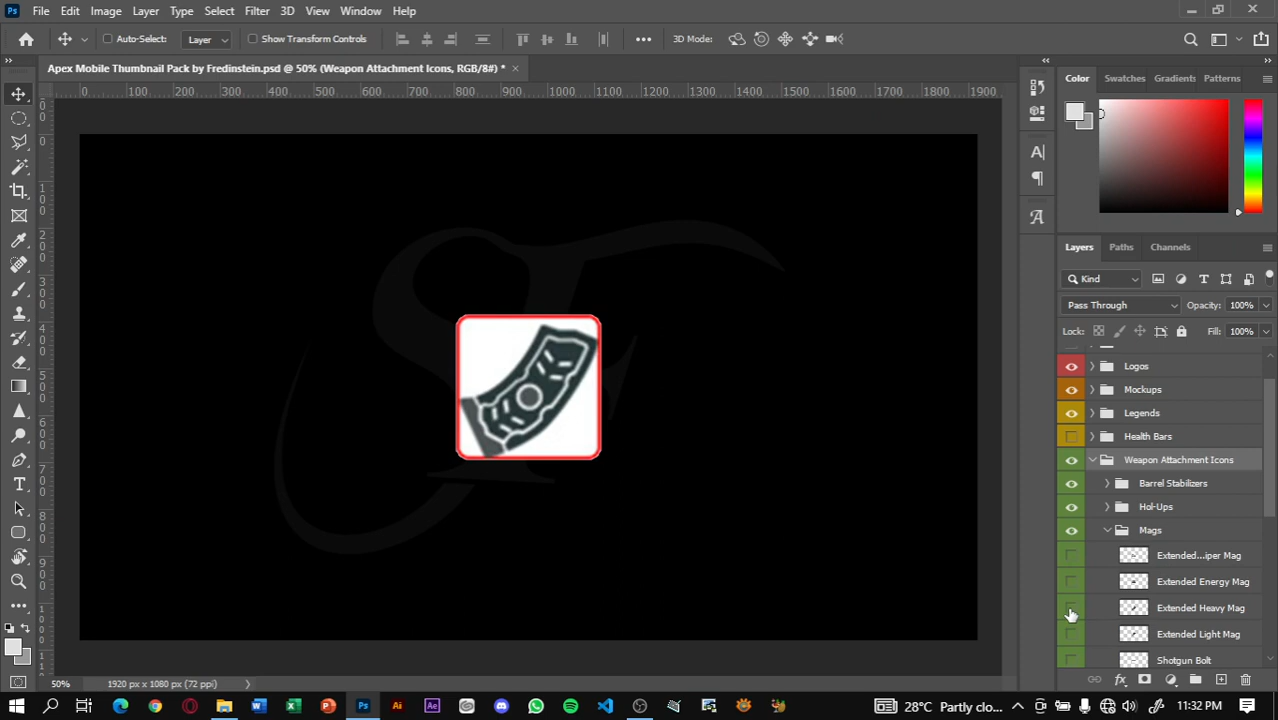 Ps File Edit Image Layer Type Select Filter 3D View Window Help
Auto-Select: Layer Show Transform Controls 3D Mode:
Apex Mobile Thumbnail Pack by Fredinstein.psd @ 50% (Weapon Attachment Icons, RGB/8#) *
0 100 200 300 400 500 600 700 800 900 1000 1100 1200 1300 1400 1500 1600 1700 1800 1900
Color Swatches Gradients Patterns
Layers Paths Channels
Kind
Pass Through Opacity: 100%
Lock: Fill: 100%
Logos
Mockups
Legends
Health Bars
Weapon Attachment Icons
Barrel Stabilizers
Hol-Ups
Mags
Extended...iper Mag
Extended Energy Mag
Extended Heavy Mag
Extended Light Mag
Shotgun Bolt
50% 1920 px x 1080 px (72 ppi)
28°C Partly clo... 11:32 PM